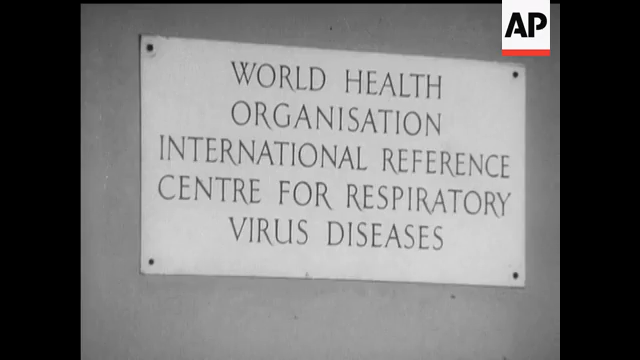 AP
WORLD HEALTH
ORGANISATION
INTERNATIONAL REFERENCE
CENTRE FOR RESPIRATORY
VIRUS DISEASES